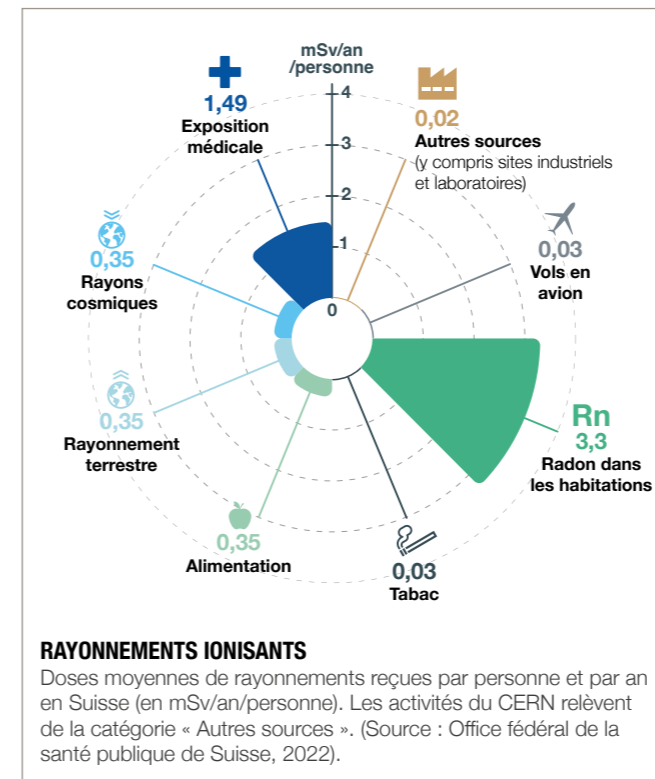 mSv/an
/personne
4
3
2
1
0
1,49
Exposition
médicale
0,02
Autres sources
(y compris sites industriels
et laboratoires)
0,03
Vols en
avion
0,35
Rayons
cosmiques
0,35
Rayonnement
terrestre
Rn
3,3
Radon dans
les habitations
0,35
Alimentation
0,03
Tabac
RAYONNEMENTS IONISANTS
Doses moyennes de rayonnements reçues par personne et par an
en Suisse (en mSv/an/personne). Les activités du CERN relèvent
de la catégorie « Autres sources ». (Source : Office fédéral de la
santé publique de Suisse, 2022).